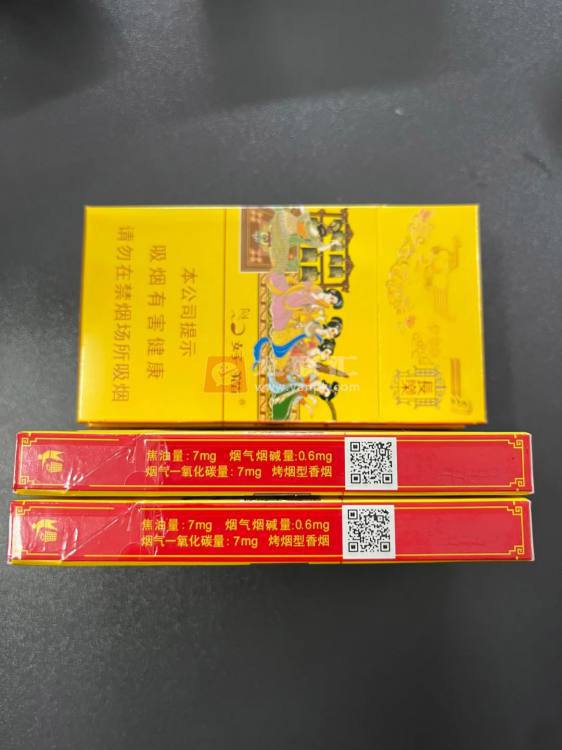 本公司提示
吸烟有害健康
请勿在禁烟场所吸烟
焦油量:7mg 烟气烟碱量:0.6mg
烟气一氧化碳量:7mg 烤烟型香烟
焦油量:7mg 烟气烟碱量:0.6mg
烟气一氧化碳量:7mg 烤烟型香烟